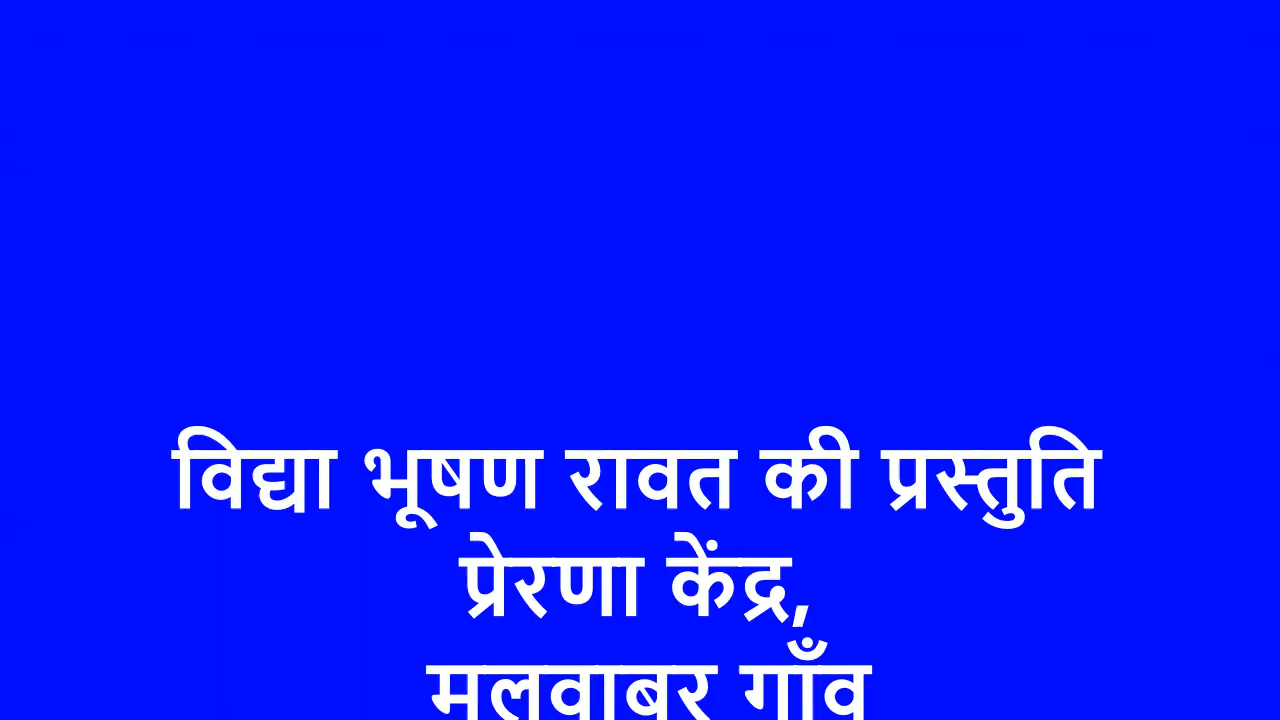 विद्या भूषण रावत की प्रस्तुति
प्रेरणा केंद्र,
मलवाबर गाँव